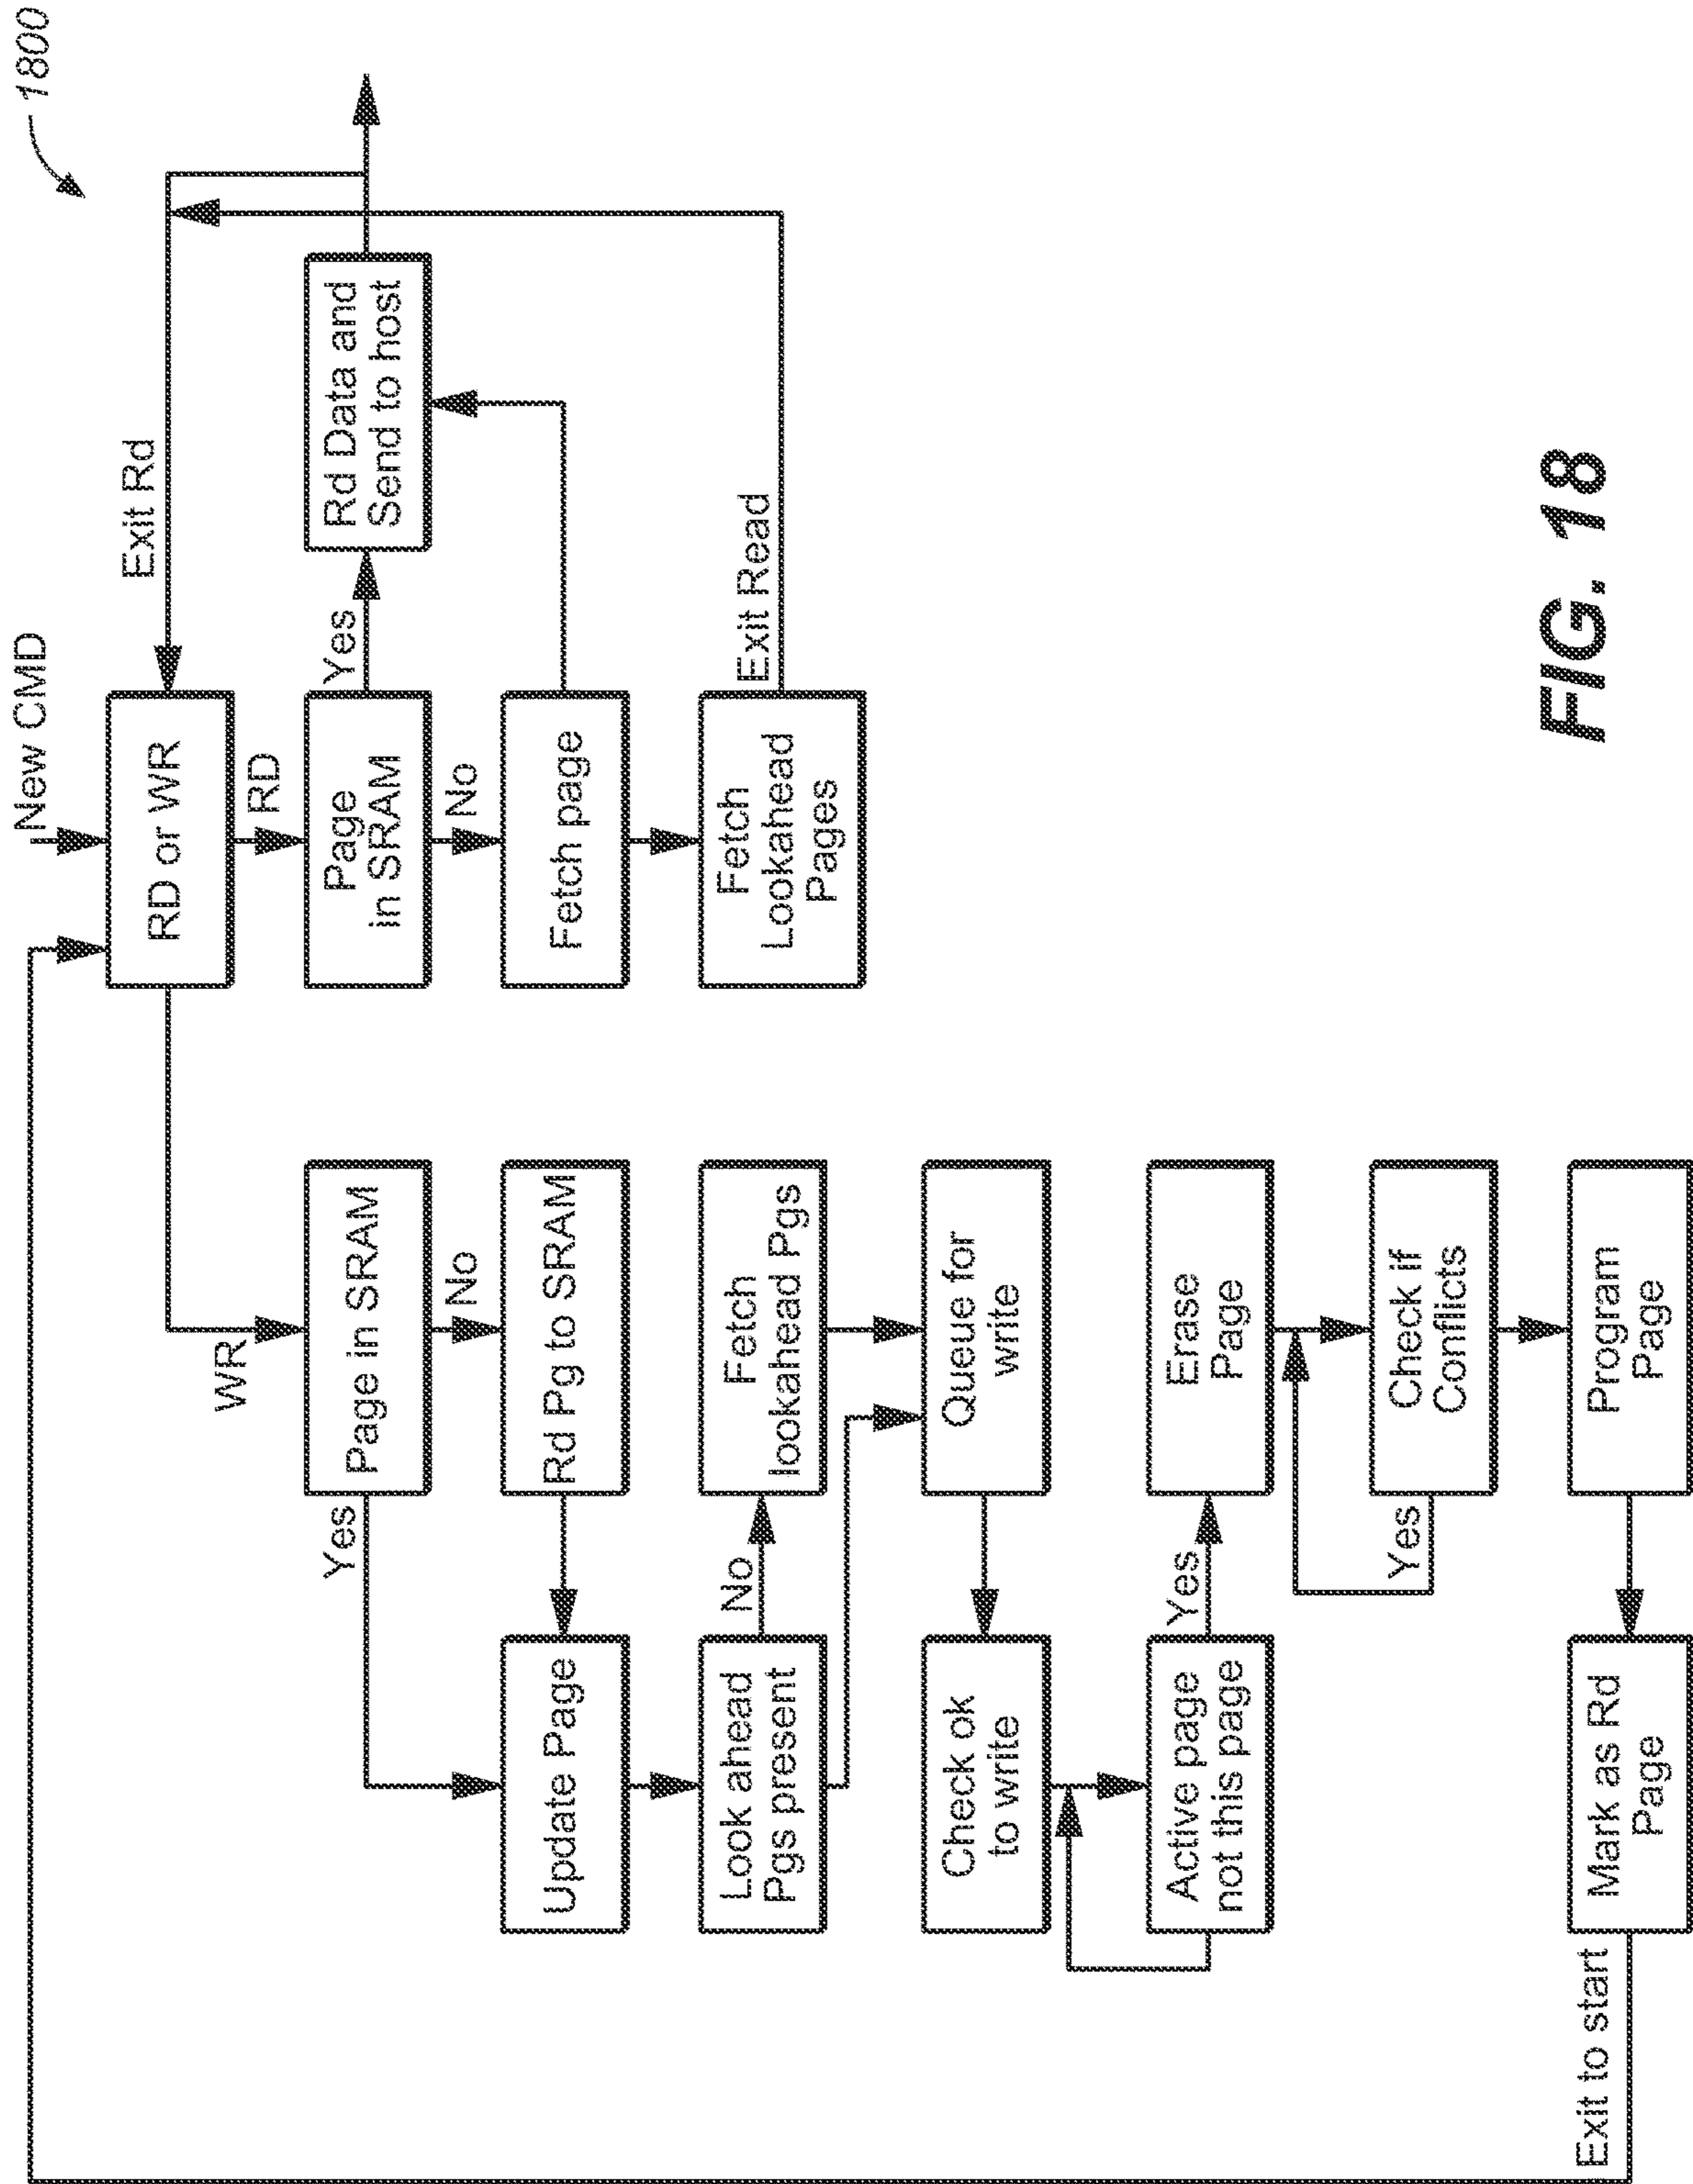 1800
New CMD
Exit Rd
RD or WR
RD
Page
in SRAM
Yes
Rd Data and
Send to host
No
Fetch page
Fetch
Lookahead
Pages
Exit Read
WR
Page in SRAM
Yes
No
Rd Pg to SRAM
Update Page
Look ahead
Pgs present
No
Fetch
lookahead Pgs
Queue for
write
Check ok
to write
Active page
not this page
Yes
Erase
Page
Check if
Conflicts
Yes
Program
Page
Mark as Rd
Page
Exit to start
FIG. 18